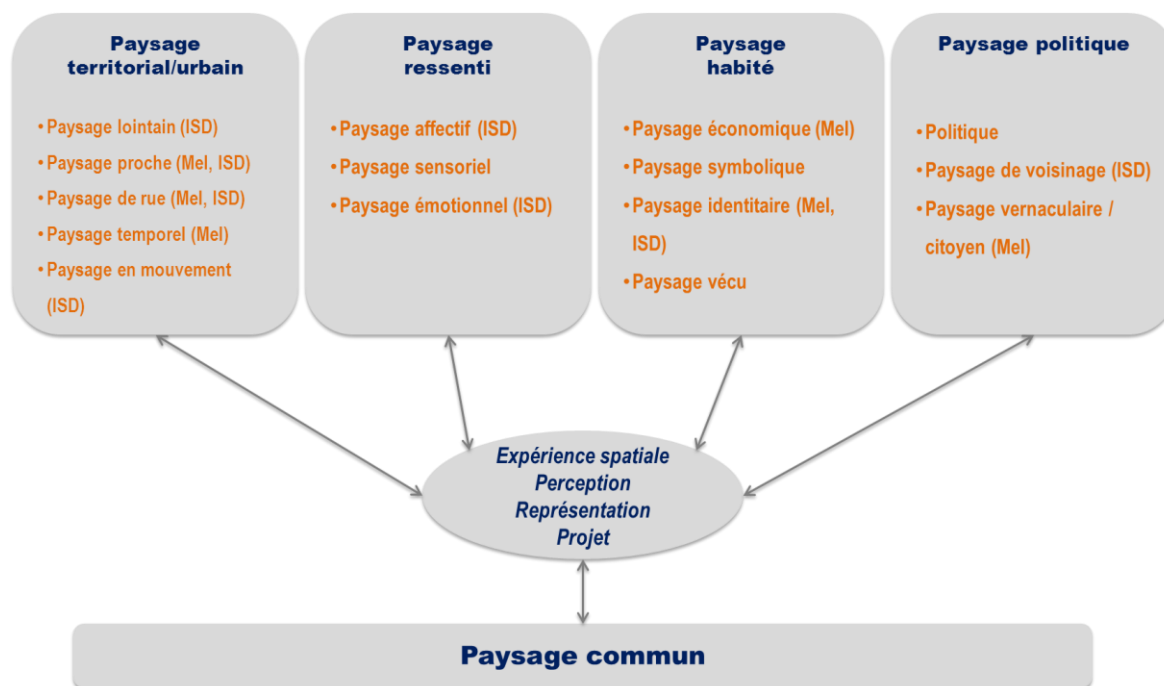 Paysage
territorial/urbain
• Paysage lointain (ISD)
• Paysage proche (Mel, ISD)
• Paysage de rue (Mel, ISD)
• Paysage temporel (Mel)
• Paysage en mouvement
(ISD)
Paysage
ressenti
• Paysage affectif (ISD)
• Paysage sensoriel
• Paysage émotionnel (ISD)
Paysage
habité
• Paysage économique (Mel)
• Paysage symbolique
• Paysage identitaire (Mel,
ISD)
• Paysage vécu
Paysage politique
• Politique
• Paysage de voisinage (ISD)
• Paysage vernaculaire /
citoyen (Mel)
Expérience spatiale
Perception
Représentation
Projet
Paysage commun